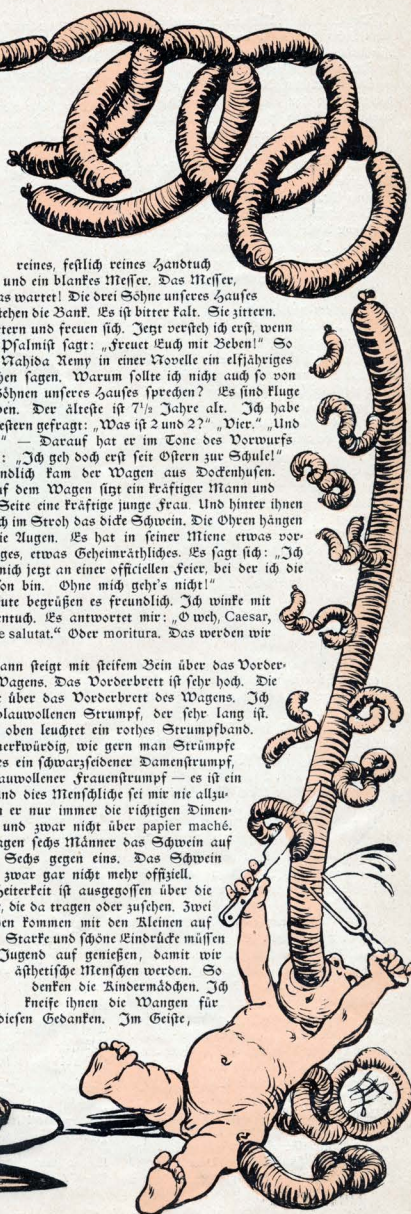 reines, festlich reines Handtuch
und ein blankes Messer. Das Messer,
as wartet! Die drei Söhne unseres Hauses
tehen die Bank. Es ist bitter kalt. Sie zittern.
tern und freuen sich. Jetzt versteh ich erst, wenn
Psalmist sagt: „Freuet Euch mit Beben!“ So
Nahida Remy in einer Novelle ein elfjähriges
hen sagen. Warum sollte ich nicht auch so von
Söhnen unseres Hauses sprechen? Es sind kluge
ben. Der älteste ist 7 1/2 Jahre alt. Ich habe
estern gefragt: „Was ist 2 und 2?“ „Vier.“ „Und
“ — Darauf hat er im Tone des Vorwurfs
: „Ich geh doch erst seit Ostern zur Schule!“
ndlich kam der Wagen aus Dockenhusen.
uf dem Wagen sitzt ein kräftiger Mann und
Seite eine kräftige junge Frau. Und hinter ihnen
ch im Stroh das dicke Schwein. Die Ohren hängen
ie Augen. Es hat in seiner Miene etwas vor-
ges, etwas Geheimräthliches. Es sagt sich: „Ich
mich jetzt an einer officiellen Feier, bei der ich die
on bin. Ohne mich geht's nicht!“
ute begrüßen es freundlich. Ich winke mit
entuch. Es antwortet mir: „O weh, Caesar,
e salutat.“ Oder moritura. Das werden wir
ann steigt mit steifem Bein über das Vorder-
Wagens. Das Vorderbrett ist sehr hoch. Die
t über das Vorderbrett des Wagens. Ich
blauwollenen Strumpf, der sehr lang ist.
oben leuchtet ein rothes Strumpfband.
merkwürdig, wie gern man Strümpfe
es ein schwarzseidener Damenstrumpf,
auwollener Frauenstrumpf — es ist ein
und dies Menschliche sei mir nie allzu-
n er nur immer die richtigen Dimen-
und zwar nicht über papier maché.
agen sechs Männer das Schwein auf
Sechs gegen eins. Das Schwein
zwar gar nicht mehr offiziell.
heiterkeit ist ausgegossen über die
, die da tragen oder zusehen. Zwei
hen kommen mit den Kleinen auf
Starke und schöne Eindrücke müssen
Jugend auf genießen, damit wir
ästhetische Menschen werden. So
denken die Kindermädchen. Ich
kneife ihnen die Wangen für
diesen Gedanken. Im Geiste,